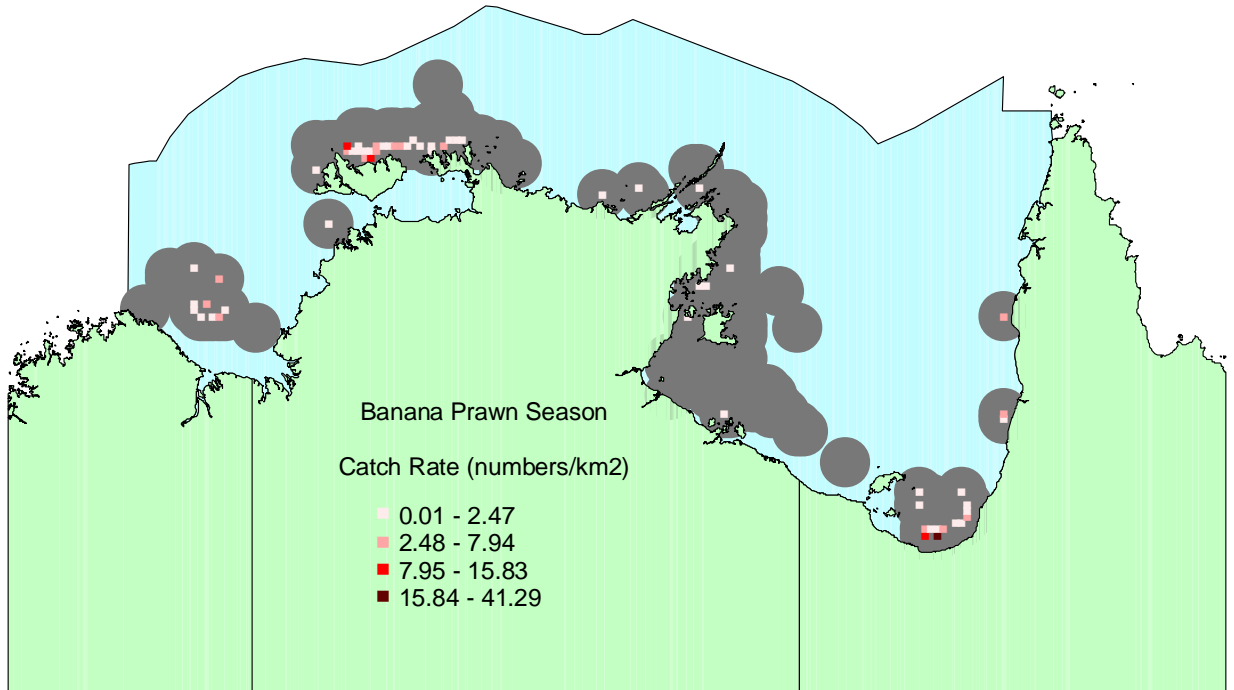 Banana Prawn Season
Catch Rate (numbers/km2)
0.01 - 2.47
2.48 - 7.94
7.95 - 15.83
15.84 - 41.29